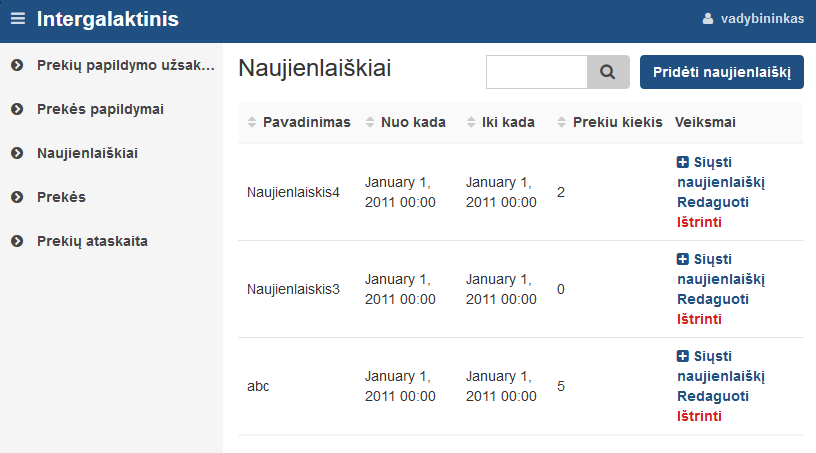 Intergalaktinis
vadybininkas
Prekių papildymo užsak...
Prekės papildymai
Naujienlaiškiai
Prekės
Prekių ataskaita
Naujienlaiškiai
Pridėti naujienlaiškį
Pavadinimas Nuo kada Iki kada Prekiu kiekis Veiksmai
Naujienlaiskis4
January 1,
2011 00:00
January 1,
2011 00:00
2
Siųsti
naujienlaiškį
Redaguoti
Ištrinti
Naujienlaiskis3
January 1,
2011 00:00
January 1,
2011 00:00
0
Siųsti
naujienlaiškį
Redaguoti
Ištrinti
abc
January 1,
2011 00:00
January 1,
2011 00:00
5
Siųsti
naujienlaiškį
Redaguoti
Ištrinti